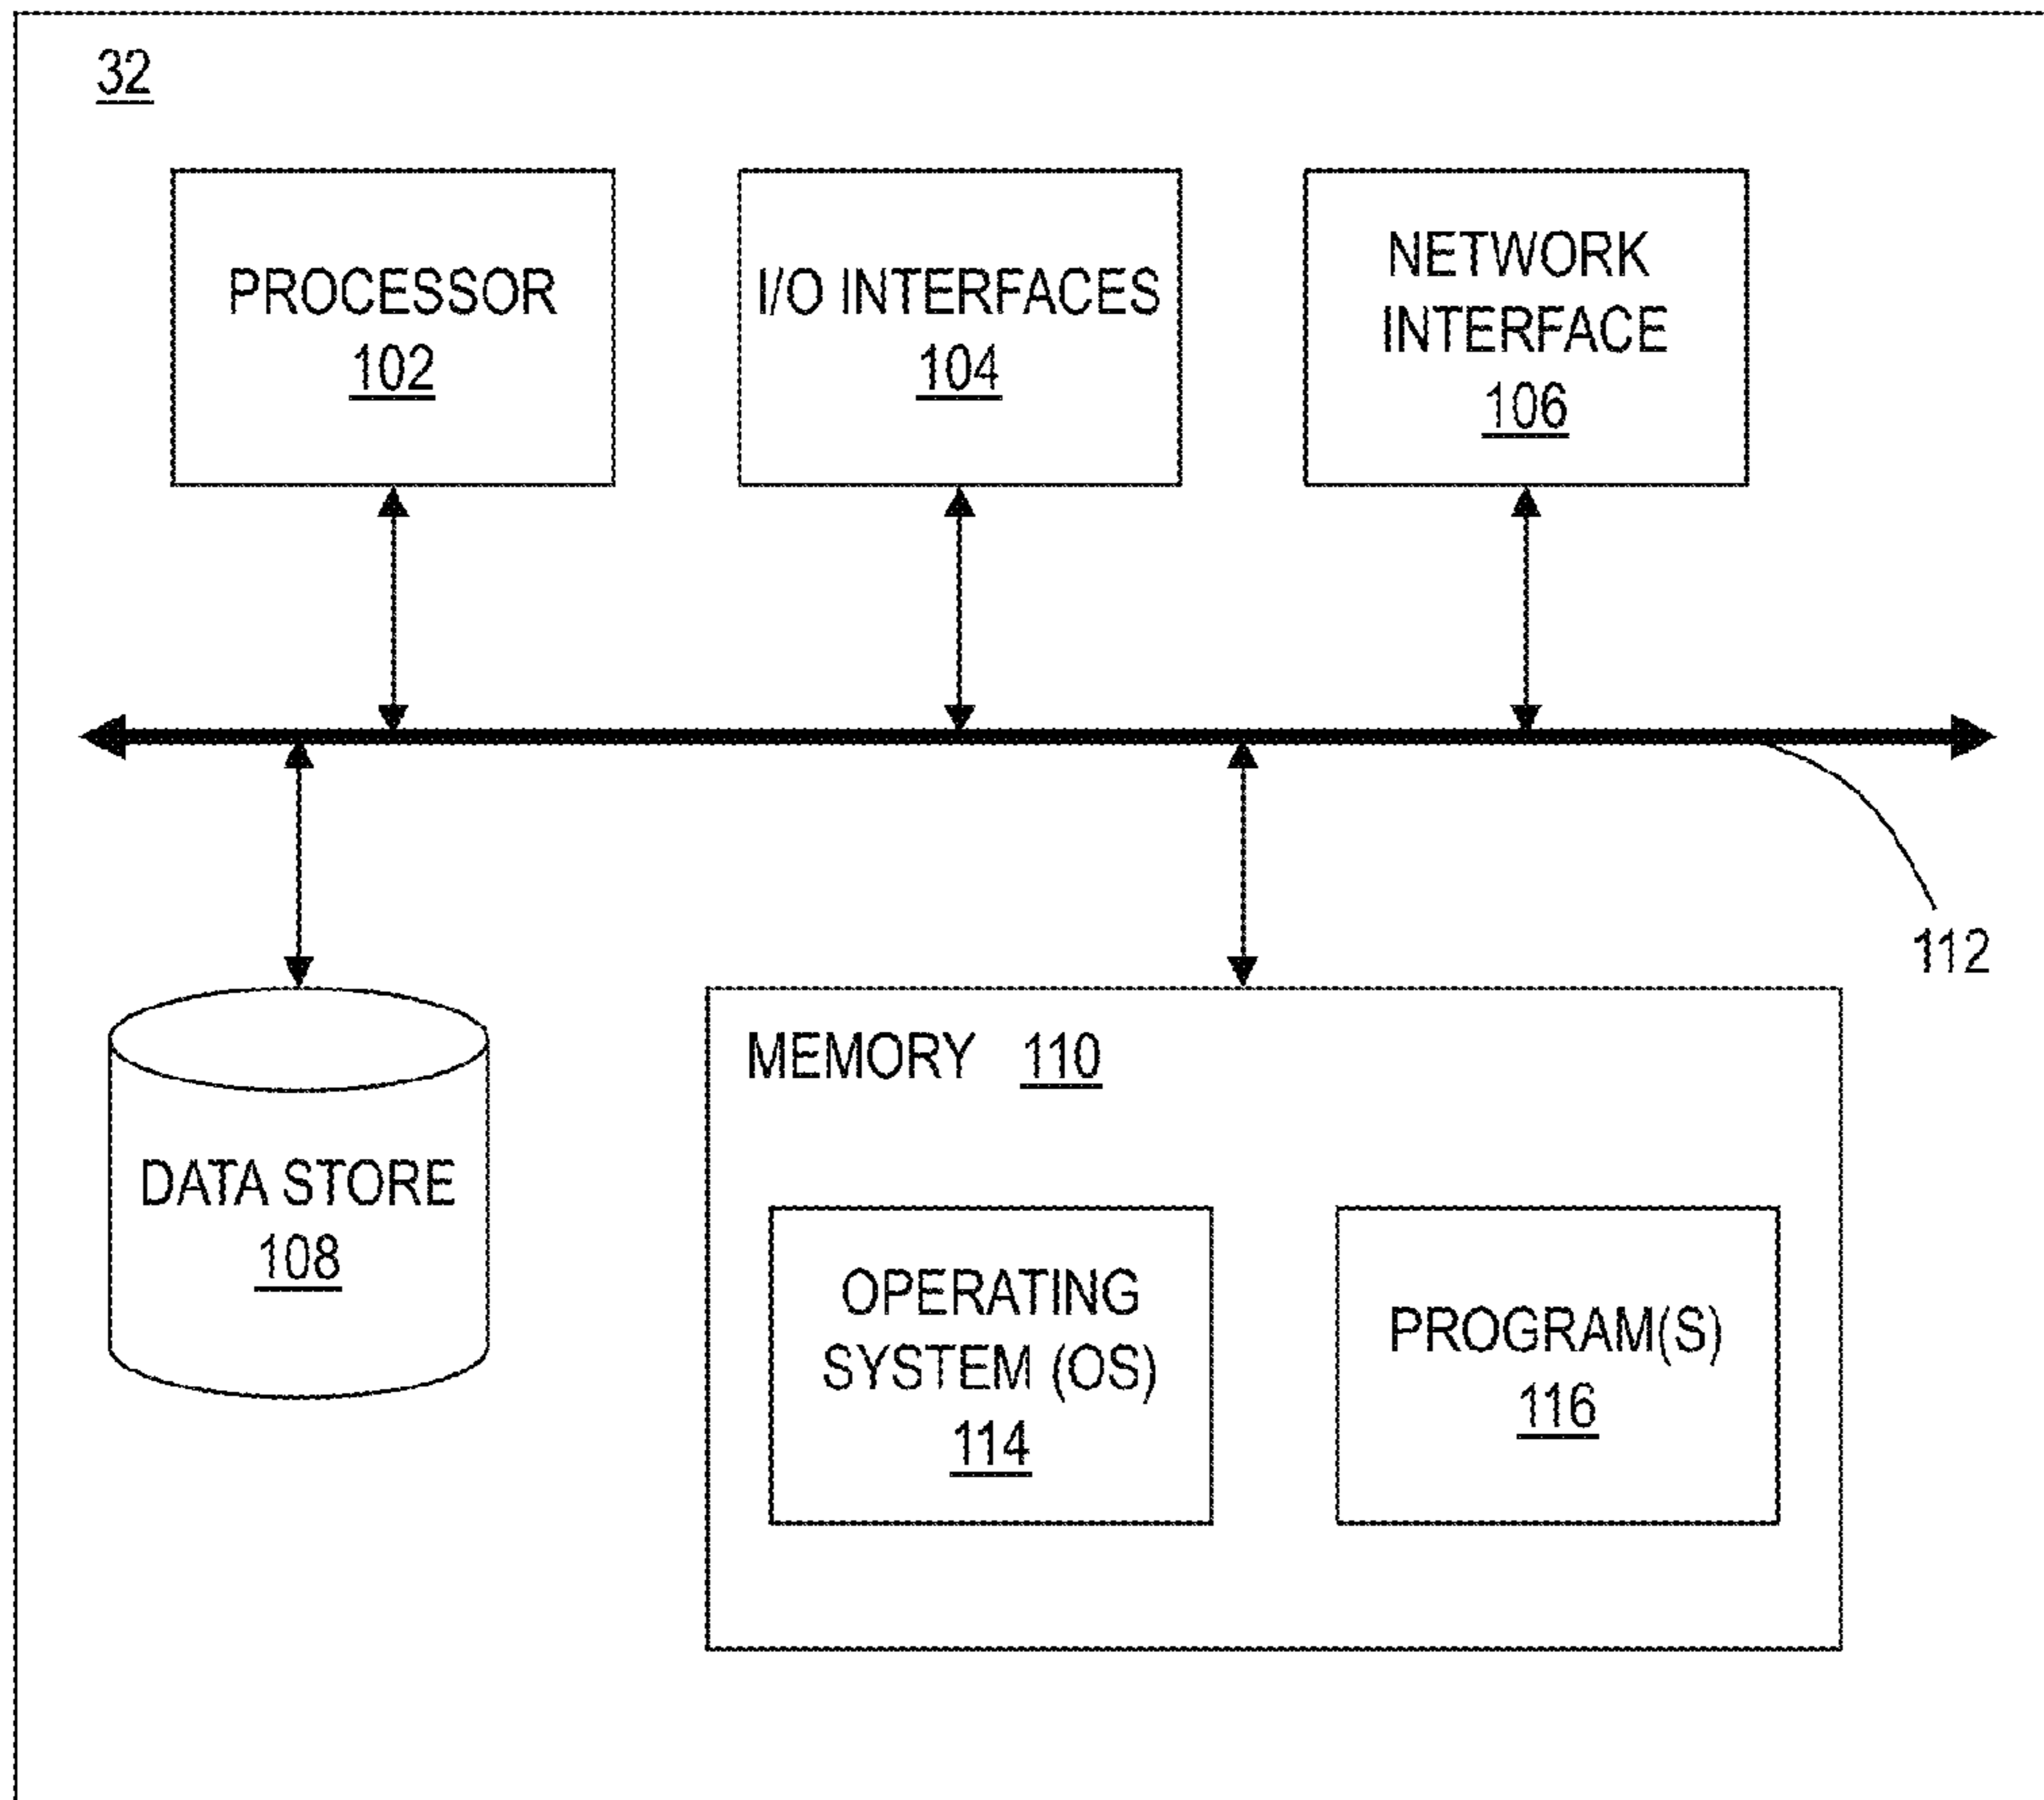 32
PROCESSOR
102
I/O INTERFACES
104
NETWORK
INTERFACE
106
112
DATA STORE
108
MEMORY 110
OPERATING
SYSTEM (OS)
114
PROGRAM(S)
116